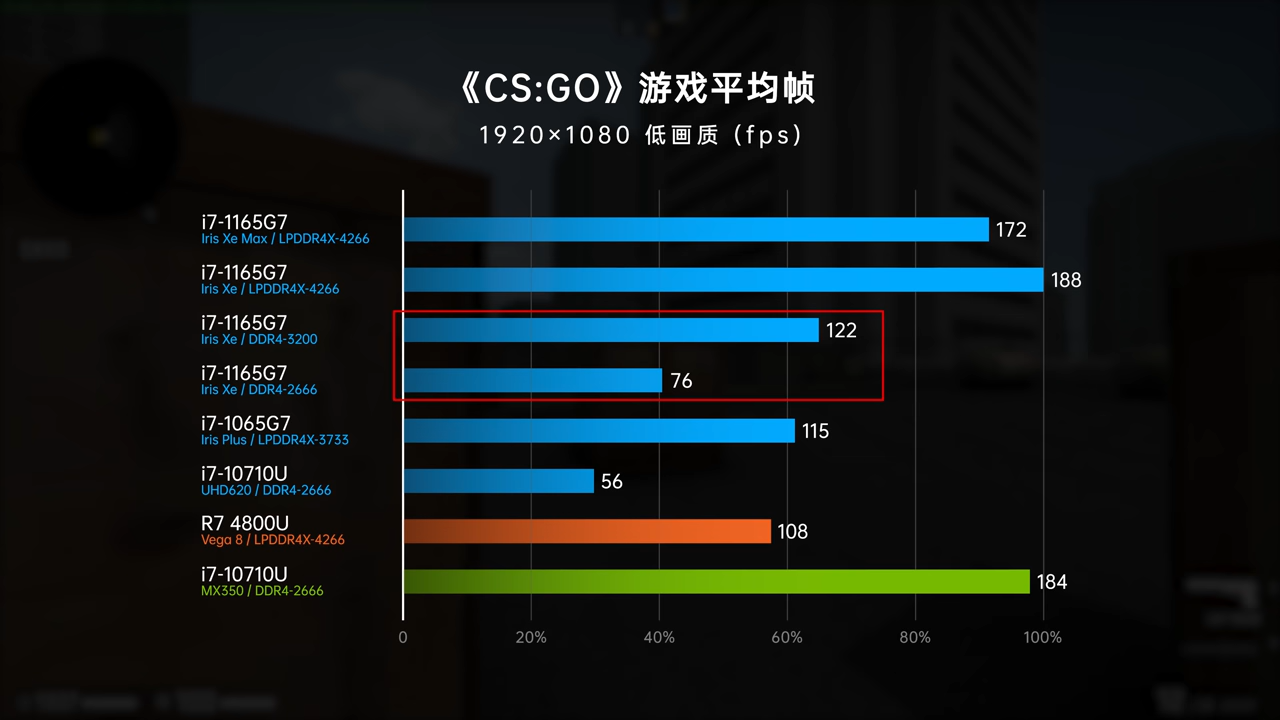 《CS:GO》游戏平均帧
1920×1080 低画质 (fps)
i7-1165G7
Iris Xe Max / LPDDR4X-4266
172
i7-1165G7
Iris Xe / LPDDR4X-4266
188
i7-1165G7
Iris Xe / DDR4-3200
122
i7-1165G7
Iris Xe / DDR4-2666
76
i7-1065G7
Iris Plus / LPDDR4X-3733
115
i7-10710U
UHD620 / DDR4-2666
56
R7 4800U
Vega 8 / LPDDR4X-4266
108
i7-10710U
MX350 / DDR4-2666
184
0 20% 40% 60% 80% 100%